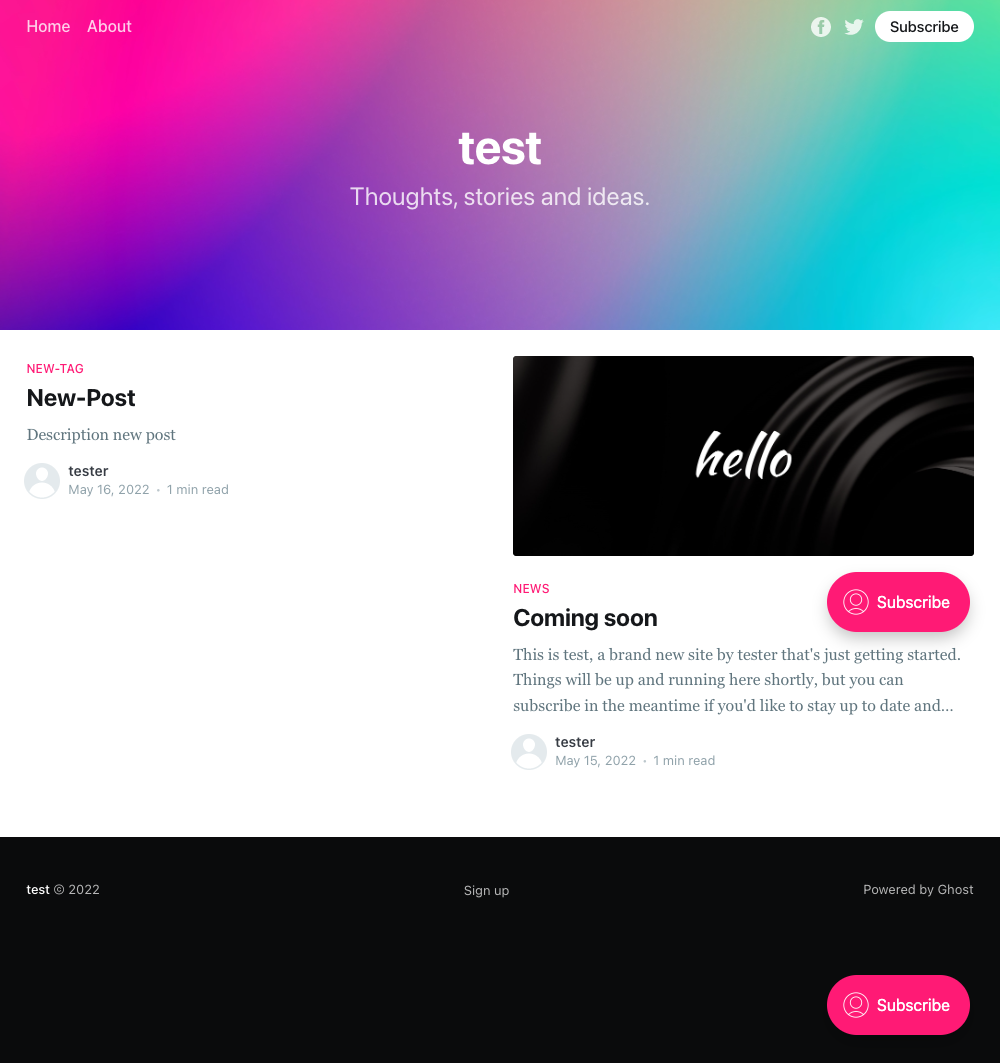 Home About
Subscribe
test
Thoughts, stories and ideas.
NEW-TAG
New-Post
Description new post
tester
May 16, 2022 • 1 min read
hello
NEWS
Coming soon
Subscribe
This is test, a brand new site by tester that's just getting started.
Things will be up and running here shortly, but you can
subscribe in the meantime if you'd like to stay up to date and…
tester
May 15, 2022 • 1 min read
test © 2022
Sign up
Powered by Ghost
Subscribe